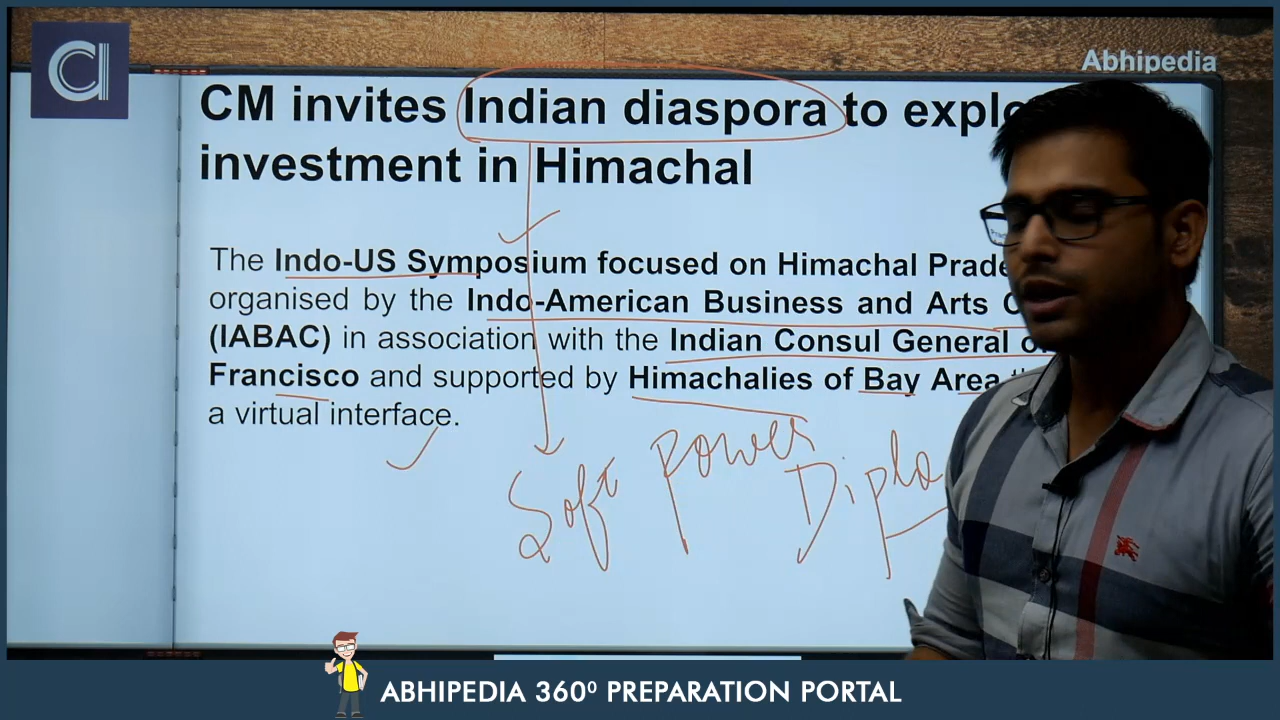 Abhipedia
CM invites Indian diaspora to explo
investment in Himachal
The Indo-US Symposium focused on Himachal Prade
organised by the Indo-American Business and Arts C
(IABAC) in association with the Indian Consul General o
Francisco and supported by Himachalies of Bay Area
a virtual interface.
Soft Power
Diplo
ABHIPEDIA 360⁰ PREPARATION PORTAL